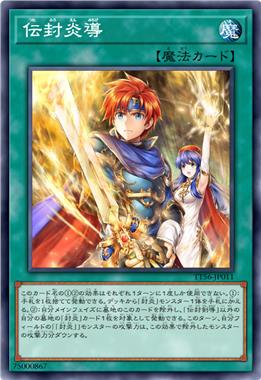 伝封炎導
魔
【魔法カード】
TT56-JP011
このカード名の①②の効果はそれぞれ1ターンに1度しか使用できない。①:
手札を1枚捨てて発動できる。デッキから「封炎」モンスター1体を手札に加え
る。②:自分メインフェイズに墓地のこのカードを除外し、「伝封剣導」以外の
自分の墓地の「封炎」カード1枚を対象として発動できる。このターン、自分フ
ィールドの「「封炎」」モンスターの攻撃力は、この効果で除外したモンスター
の攻撃力分ダウンする。
75000867